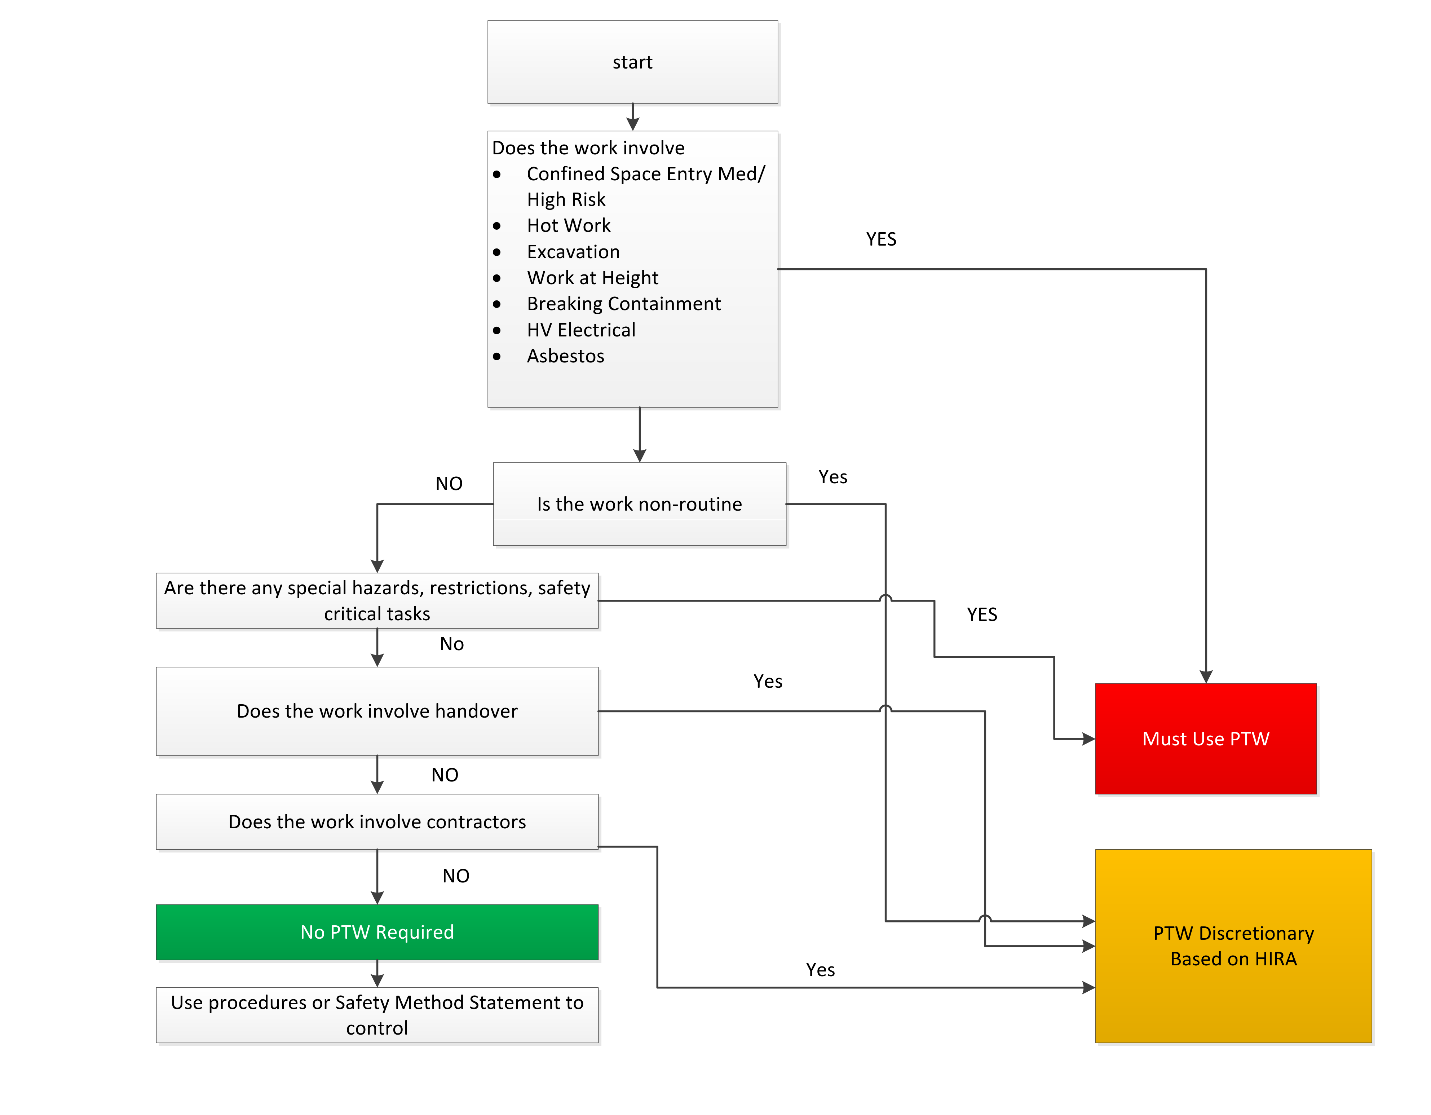 start
Does the work involve
• Confined Space Entry Med/
High Risk
• Hot Work
• Excavation
• Work at Height
• Breaking Containment
• HV Electrical
• Asbestos
YES
NO
Is the work non-routine
Yes
Are there any special hazards, restrictions, safety
critical tasks
YES
No
Does the work involve handover
Yes
Must Use PTW
NO
Does the work involve contractors
NO
No PTW Required
PTW Discretionary
Based on HIRA
Yes
Use procedures or Safety Method Statement to
control